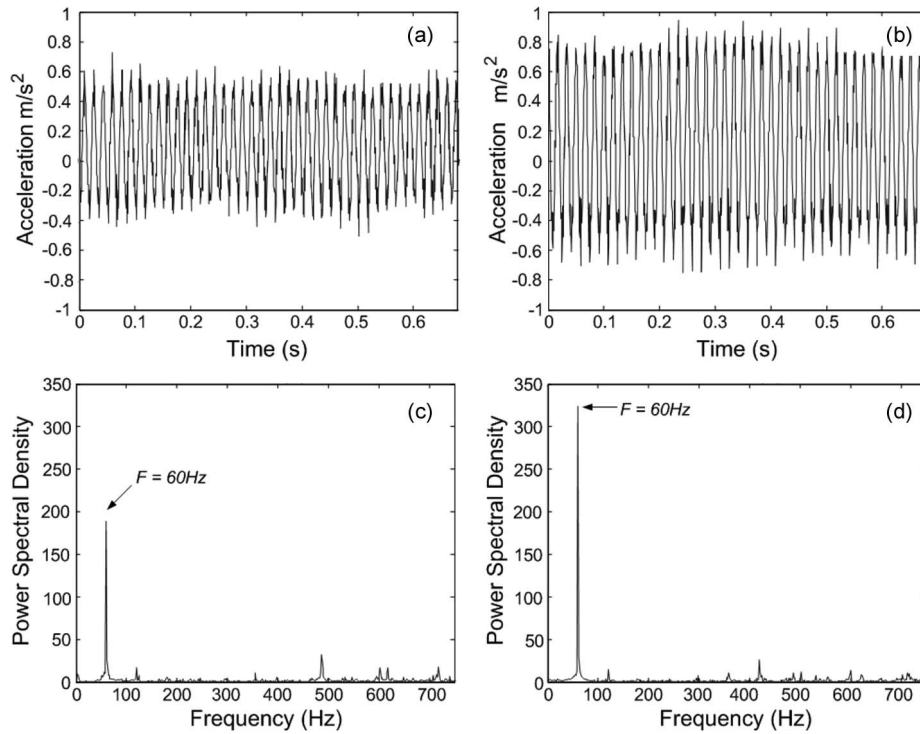 (a)
Acceleration m/s²
1
0.8
0.6
0.4
0.2
0
-0.2
-0.4
-0.6
-0.8
-1
0 0.1 0.2 0.3 0.4 0.5 0.6
Time (s)
(b)
Acceleration m/s²
1
0.8
0.6
0.4
0.2
0
-0.2
-0.4
-0.6
-0.8
-1
0 0.1 0.2 0.3 0.4 0.5 0.6
Time (s)
(c)
F = 60Hz
Power Spectral Density
350
300
250
200
150
100
50
0
0 100 200 300 400 500 600 700
Frequency (Hz)
(d)
F = 60Hz
Power Spectral Density
350
300
250
200
150
100
50
0
0 100 200 300 400 500 600 700
Frequency (Hz)